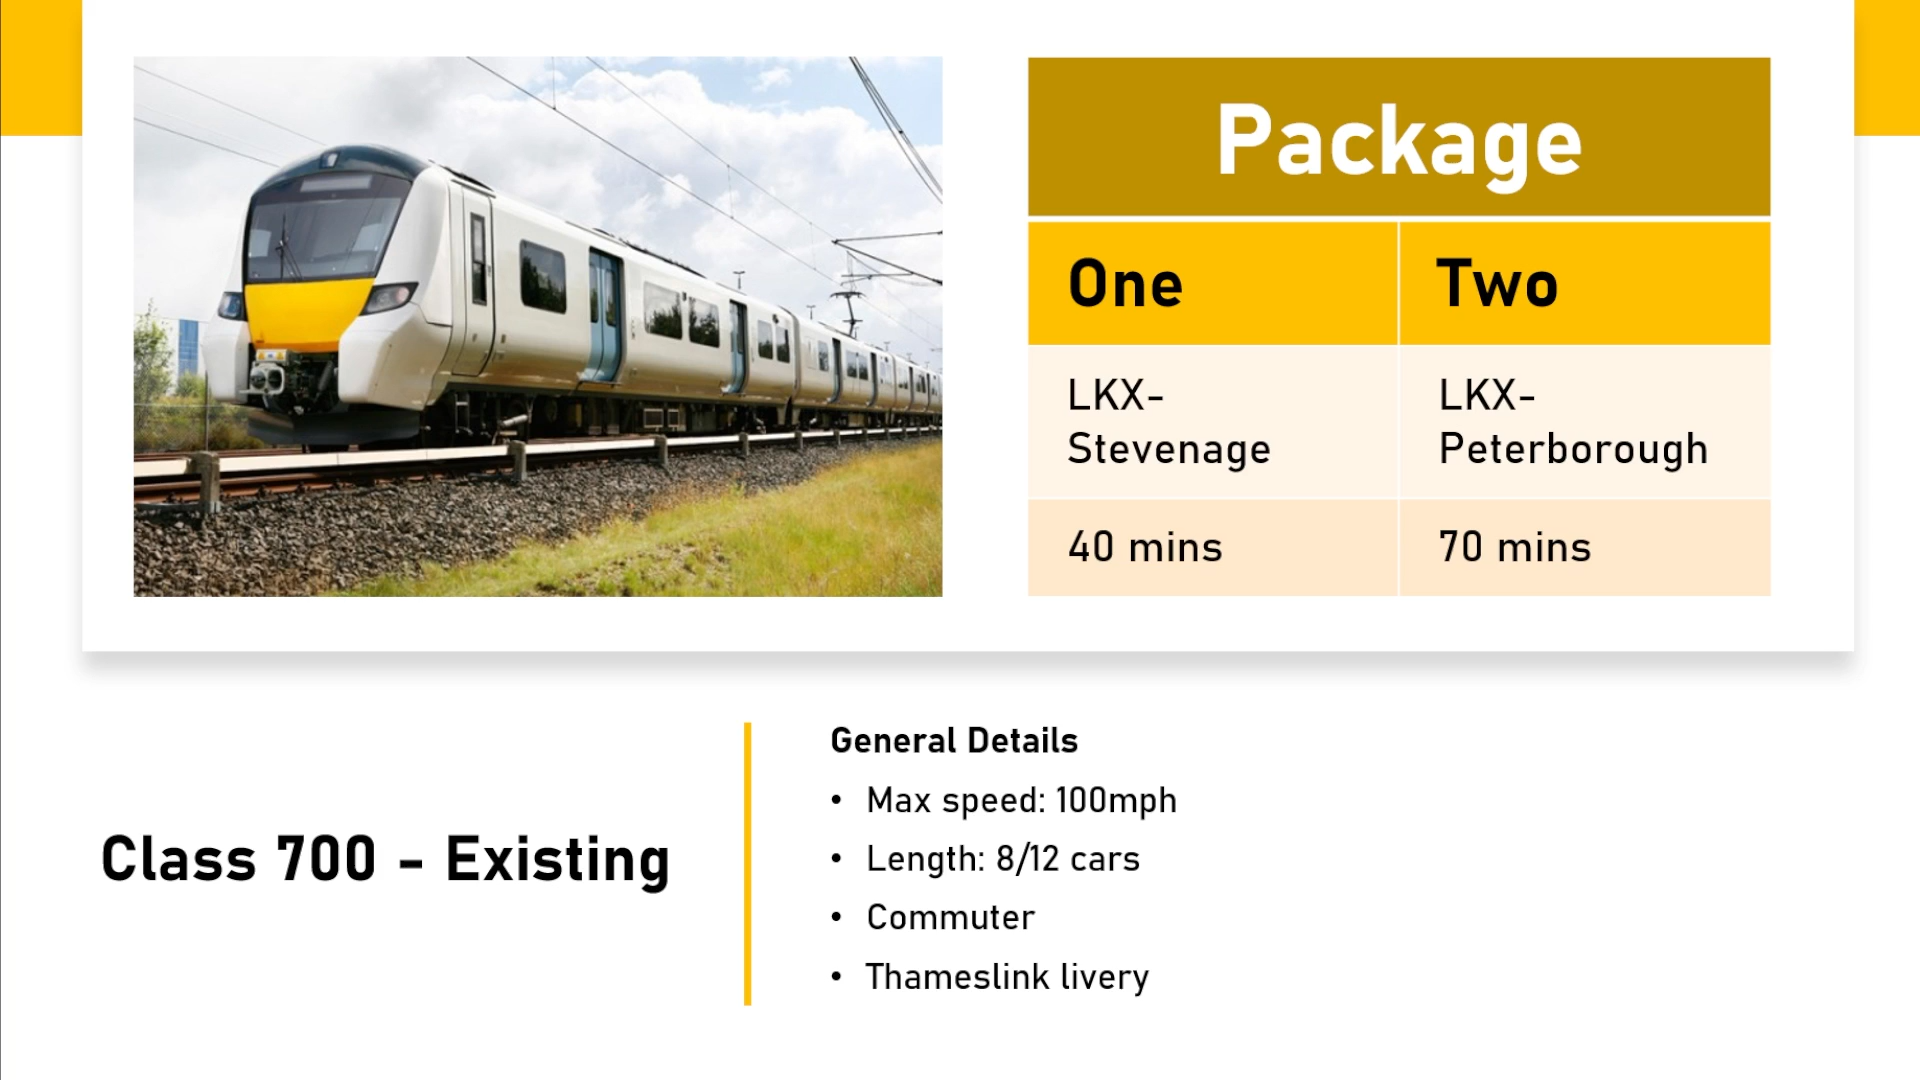 Package
One
Two
LKX-
Stevenage
LKX-
Peterborough
40 mins
70 mins
Class 700 - Existing
General Details
• Max speed: 100mph
• Length: 8/12 cars
• Commuter
• Thameslink livery